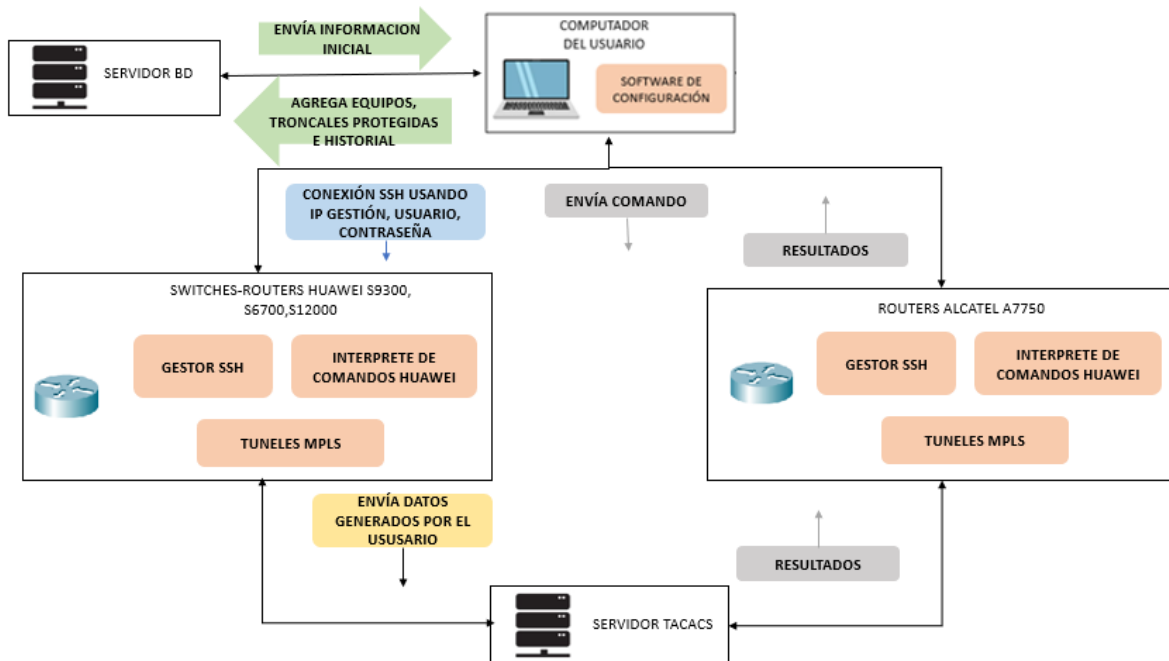 ENVÍA INFORMACION
INICIAL
COMPUTADOR
DEL USUARIO
SERVIDOR BD
SOFTWARE DE
CONFIGURACIÓN
AGREGA EQUIPOS,
TRONCALES PROTEGIDAS
E HISTORIAL
CONEXIÓN SSH USANDO
IP GESTIÓN, USUARIO,
CONTRASEÑA
ENVÍA COMANDO
RESULTADOS
SWITCHES-ROUTERS HUAWEI S9300,
S6700,S12000
GESTOR SSH
INTERPRETE DE
COMANDOS HUAWEI
TUNELES MPLS
ROUTERS ALCATEL A7750
GESTOR SSH
INTERPRETE DE
COMANDOS HUAWEI
TUNELES MPLS
ENVÍA DATOS
GENERADOS POR EL
USUSARIO
RESULTADOS
SERVIDOR TACACS